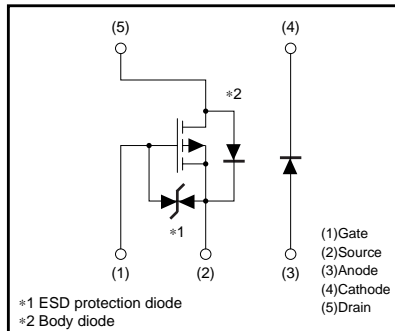 (5) (4)
∗2
∗1
(1) (2) (3)
(1)Gate
(2)Source
(3)Anode
(4)Cathode
(5)Drain
∗1 ESD protection diode
∗2 Body diode